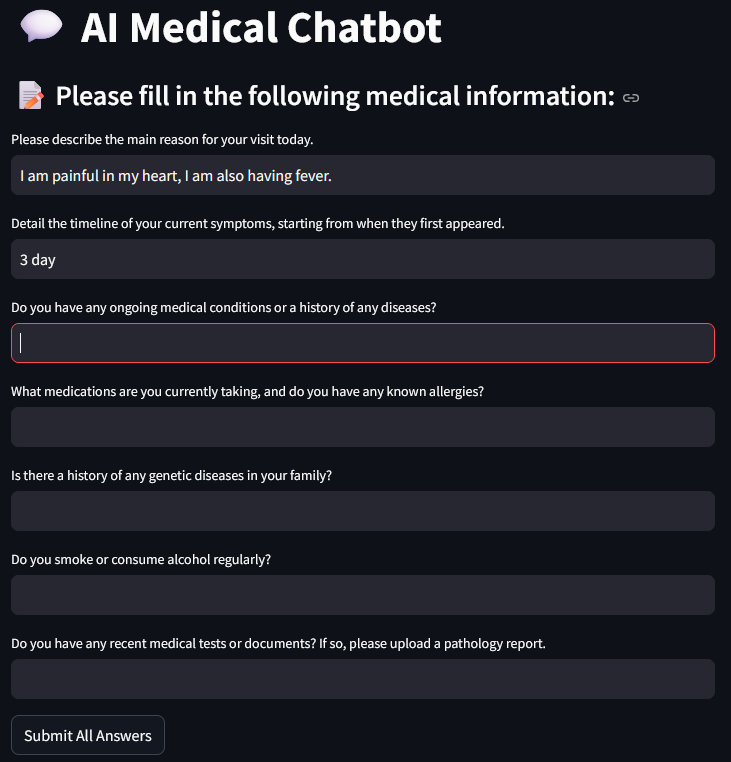 AI Medical Chatbot
Please fill in the following medical information:
Please describe the main reason for your visit today.
I am painful in my heart, I am also having fever.
Detail the timeline of your current symptoms, starting from when they first appeared.
3 day
Do you have any ongoing medical conditions or a history of any diseases?
What medications are you currently taking, and do you have any known allergies?
Is there a history of any genetic diseases in your family?
Do you smoke or consume alcohol regularly?
Do you have any recent medical tests or documents? If so, please upload a pathology report.
Submit All Answers